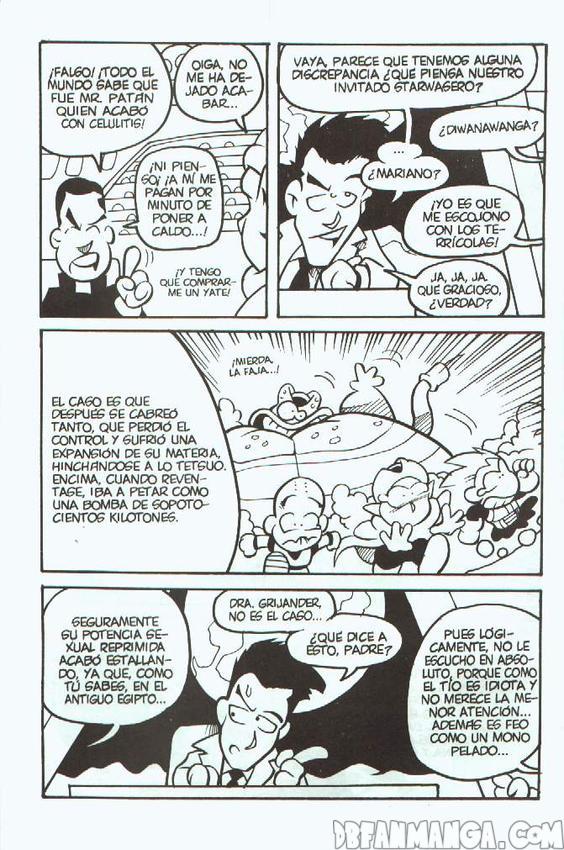 ¡FALSO! ¡TODO EL
MUNDO SABE QUE
FUE MR. PATÁN
QUIEN ACABÓ
CON CELULITIS!
OIGA, NO
ME HA DE-
JADO ACA-
BAR...
¡NI PIEN-
SO! ¡A MÍ ME
PAGAN POR
MINUTO DE
PONER A
CALDO...!
¡Y TENGO
QUE COMPRAR-
ME UN YATE!
VAYA, PARECE QUE TENEMOS ALGUNA
DISCREPANCIA ¿QUE PIENSA NUESTRO
INVITADO STARWASERO?
¿DIWANAWANGA?
...
¿MARIANO?
¡YO ES QUE
ME ESCOJONO
CON LOS TE-
RRÍCOLAS!
JA, JA, JA.
QUE GRACIOSO,
¿VERDAD?
¡MIERDA,
LA FAJA...!
EL CASO ES QUE
DESPUÉS SE CABREÓ
TANTO, QUE PERDIÓ EL
CONTROL Y SUFRIÓ UNA
EXPANSIÓN DE SU MATERIA,
HINCHÁNDOSE A LO TETSUO.
ENCIMA, CUANDO REVEN-
TASE, IBA A PETAR COMO
UNA BOMBA DE SOPOTO-
CIENTOS KILOTONES.
SEGURAMENTE
SU POTENCIA SE-
XUAL REPRIMIDA
ACABÓ ESTALLAN-
DO, YA QUE, COMO
TÚ SABES, EN EL
ANTIGUO EGIPTO...
DRA. GRIJANDER,
NO ES EL CASO...
¿QUÉ DICE A
ESTO, PADRE?
PUES LÓGI-
CAMENTE, NO LE
ESCUCHO EN ABSO-
LUTO, PORQUE COMO
EL TÍO ES IDIOTA Y
NO MERECE LA ME-
NOR ATENCIÓN...
ADEMÁS ES FEO
COMO UN MONO
PELADO...
DBFANMANGA.COM